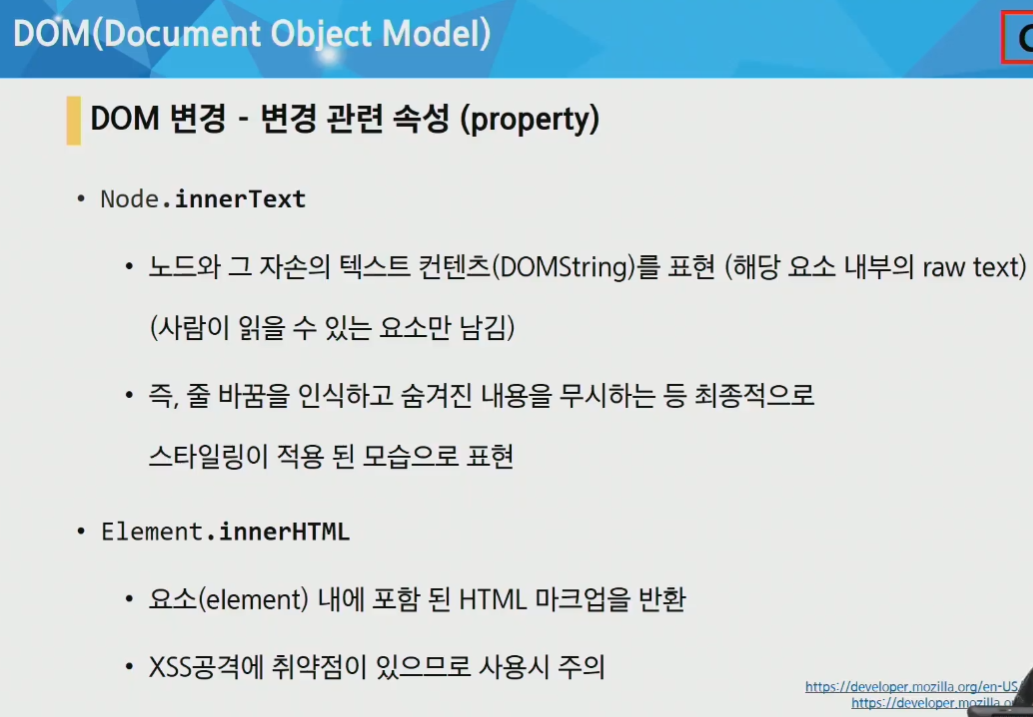 DOM(Document Object Model)
DOM 변경 - 변경 관련 속성 (property)
• Node.innerText
• 노드와 그 자손의 텍스트 컨텐츠(DOMString)를 표현 (해당 요소 내부의 raw text)
(사람이 읽을 수 있는 요소만 남김)
• 즉, 줄 바꿈을 인식하고 숨겨진 내용을 무시하는 등 최종적으로
스타일링이 적용 된 모습으로 표현
• Element.innerHTML
• 요소(element) 내에 포함 된 HTML 마크업을 반환
• XSS공격에 취약점이 있으므로 사용시 주의
https://developer.mozilla.org/en-US/
https://developer.mozilla.